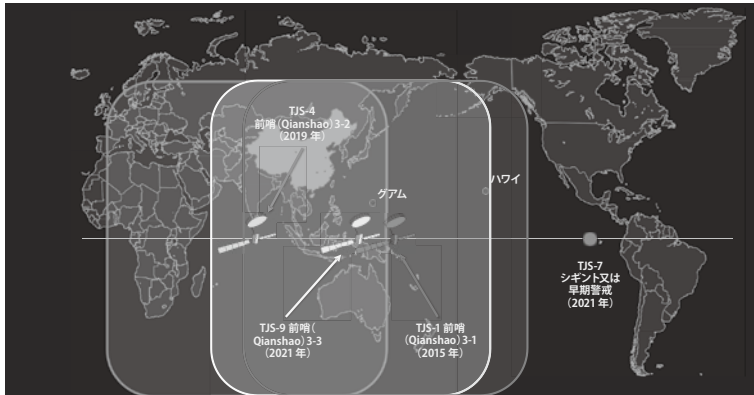 TJS-4
前哨(Qianshao)3-2
(2019 年)
グアム
ハワイ
TJS-7
シギント又は
早期警戒
(2021 年)
TJS-9 前哨(
Qianshao)3-3
(2021 年)
TJS-1 前哨
(Qianshao)3-1
(2015 年)